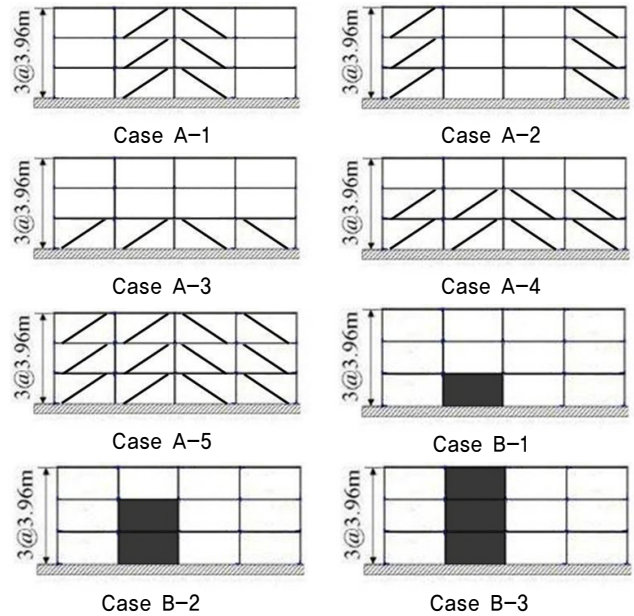 3@3.96m
Case A-1
3@3.96m
Case A-2
3@3.96m
Case A-3
3@3.96m
Case A-4
3@3.96m
Case A-5
3@3.96m
Case B-1
3@3.96m
Case B-2
3@3.96m
Case B-3